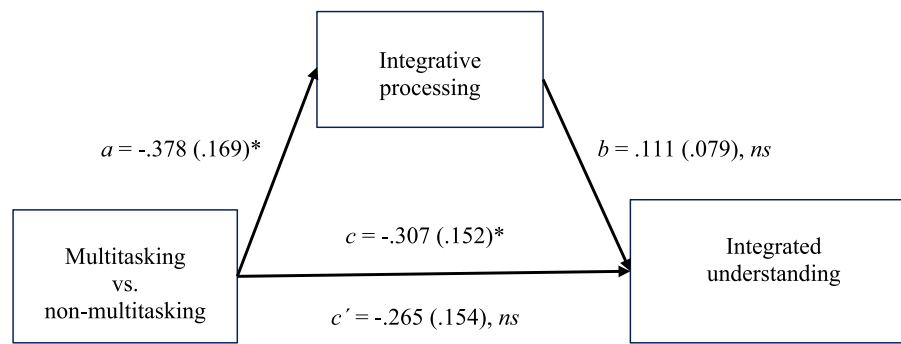 Integrative
processing
a = -.378 (.169)*
b = .111 (.079), ns
c = -.307 (.152)*
Multitasking
vs.
non-multitasking
Integrated
understanding
c´ = -.265 (.154), ns